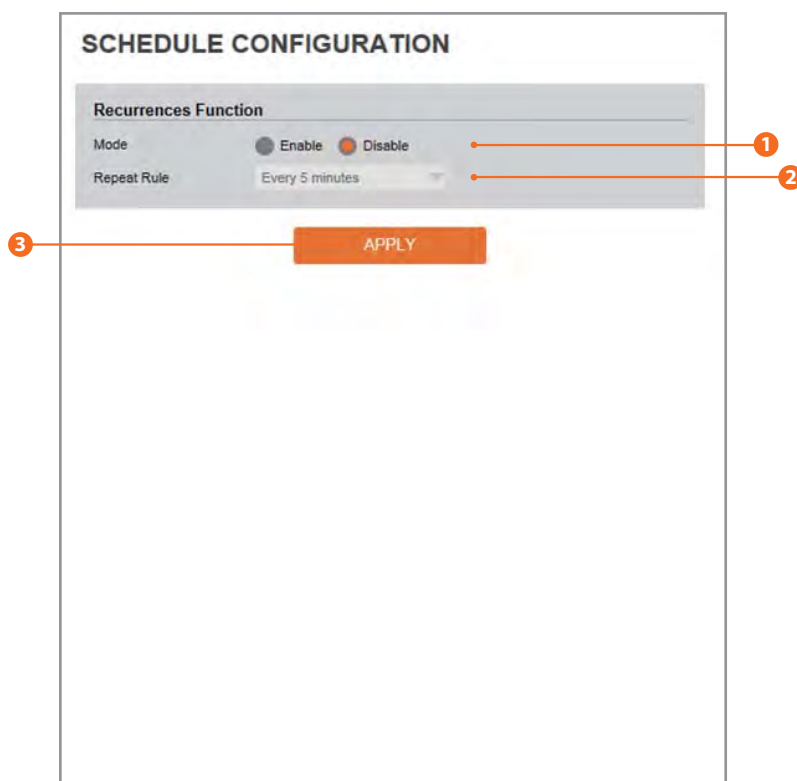 SCHEDULE CONFIGURATION
Recurrences Function
Mode Enable Disable 1
Repeat Rule Every 5 minutes 2
3 APPLY